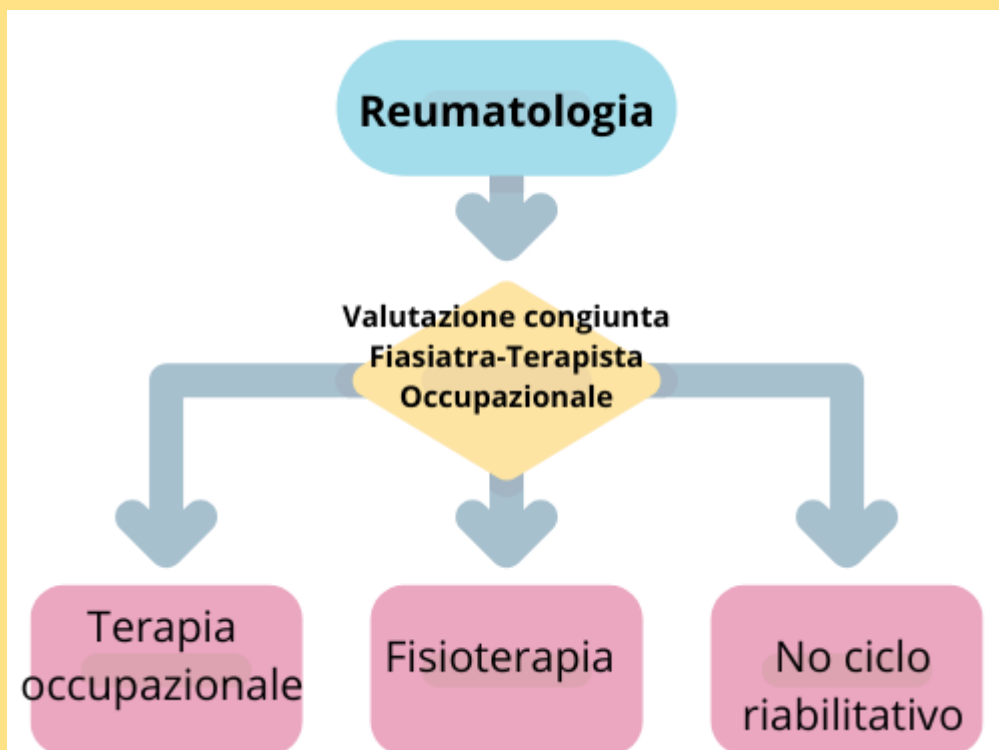 Reumatologia
Valutazione congiunta
Fiasiatra-Terapista
Occupazionale
Terapia
occupazionale
Fisioterapia
No ciclo
riabilitativo